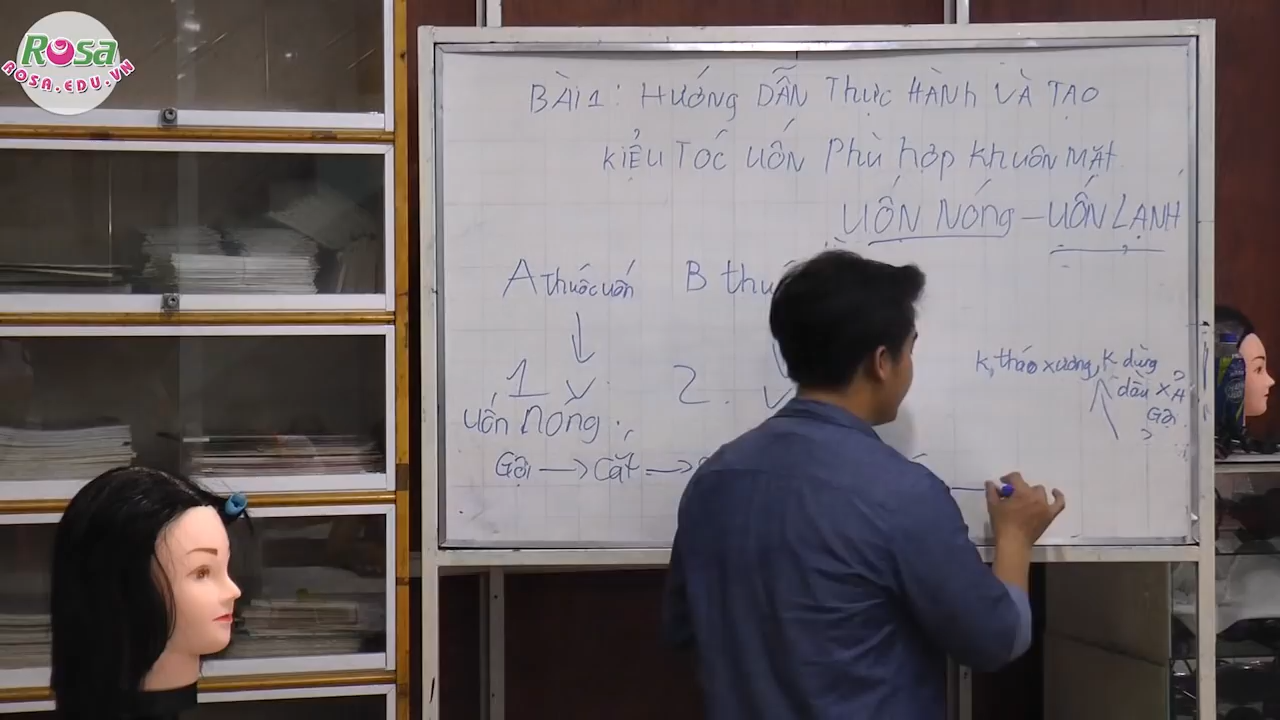 Rosa
ROSA.EDU.VN
BÀI 1: HƯỚNG DẪN THỰC HÀNH VÀ TẠO
KIỂU TÓC UỐN PHÙ HỢP KHUÔN MẶT
UỐN NÓNG - UỐN LẠNH
A thuốc uốn B
1 2.
UỐN NÓNG:
Gội → Cắt →
K, tháo xương, K dùng
dầu XẢ
Gội